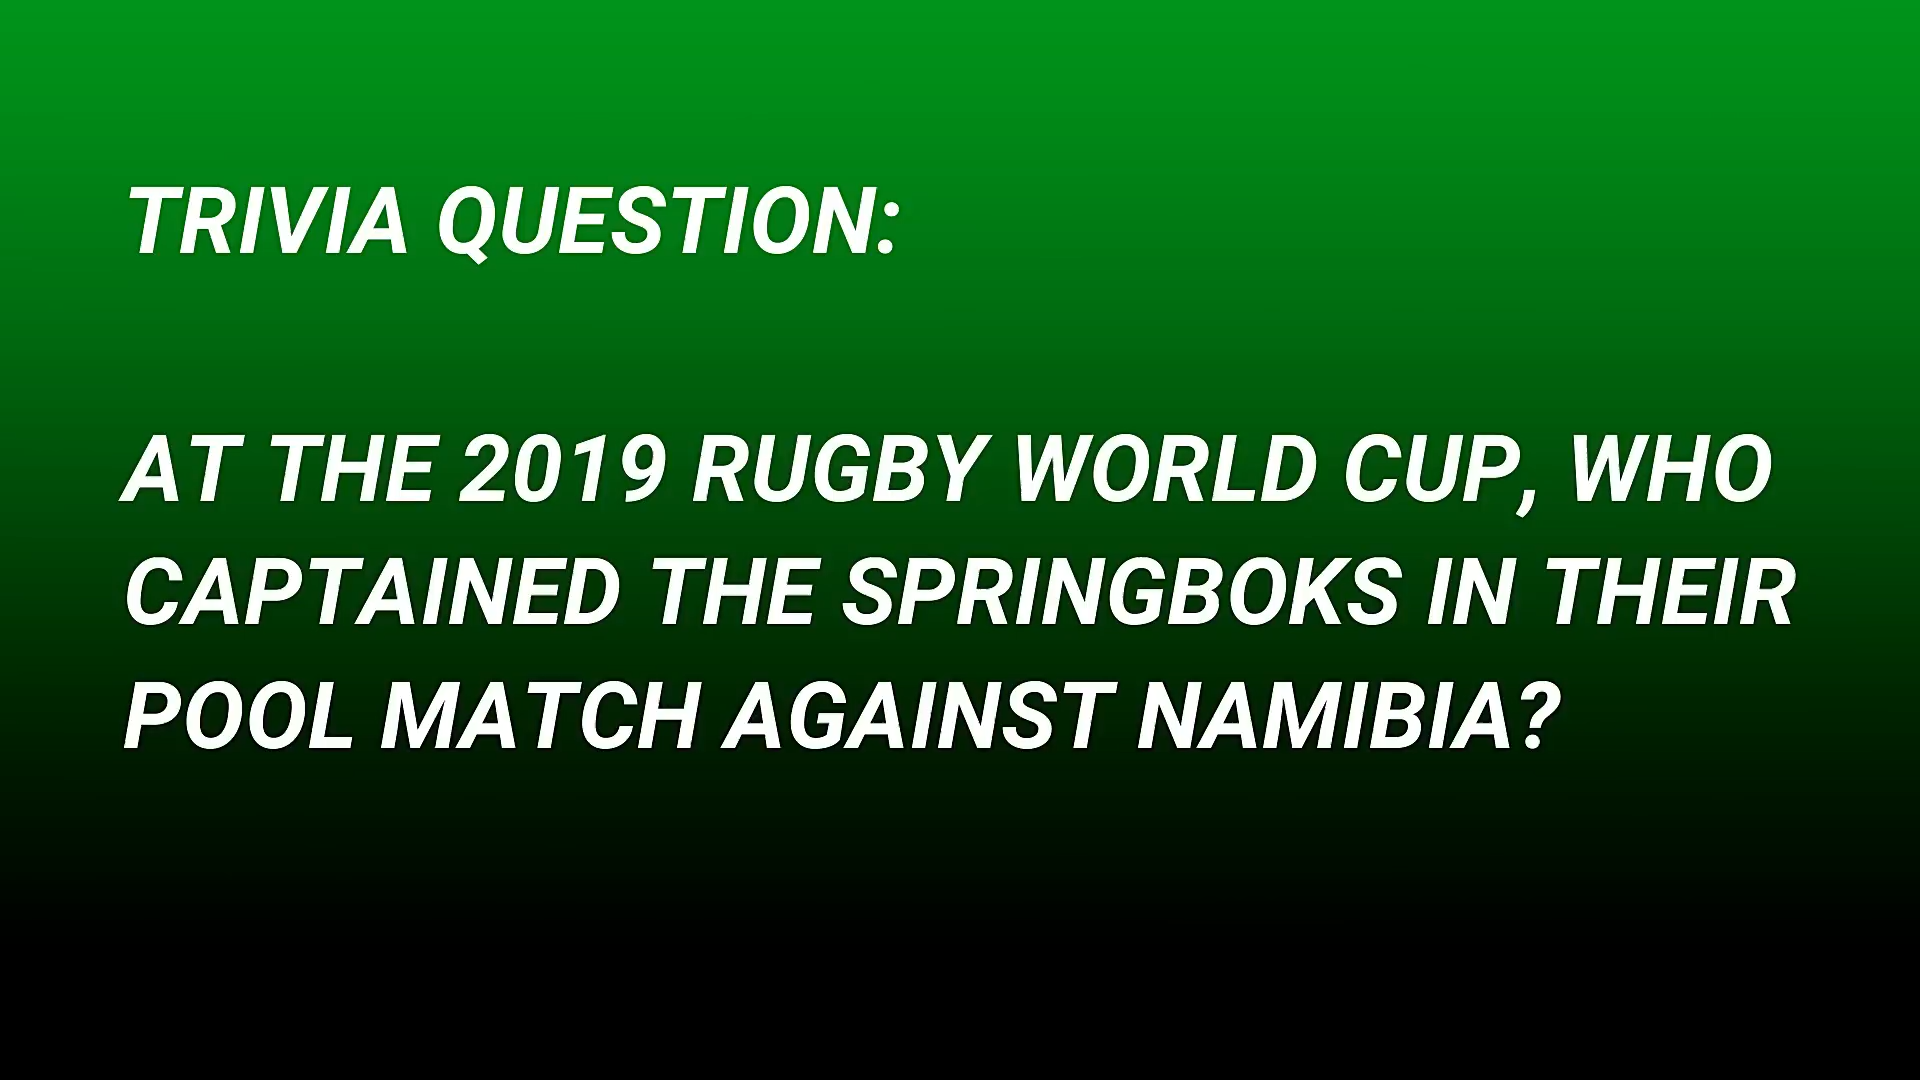 TRIVIA QUESTION:
AT THE 2019 RUGBY WORLD CUP, WHO
CAPTAINED THE SPRINGBOKS IN THEIR
POOL MATCH AGAINST NAMIBIA?